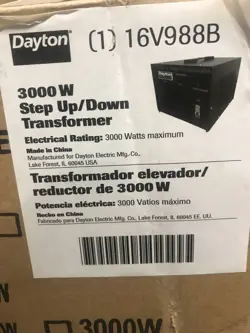 Dayton
(1) 16V988B
Dayton
3000 W
Step Up/Down
Transformer
Electrical Rating: 3000 Watts maximum
Made in China
Manufactured for Dayton Electric Mfg. Co.,
Lake Forest, IL 60045 USA
Transformador elevador/
reductor de 3000 W
Potencia eléctrica: 3000 Vatios máximo
Hecho en China
Fabricado para Dayton Electric Mfg. Co., Lake Forest, IL 60045 EE. UU.
3000W